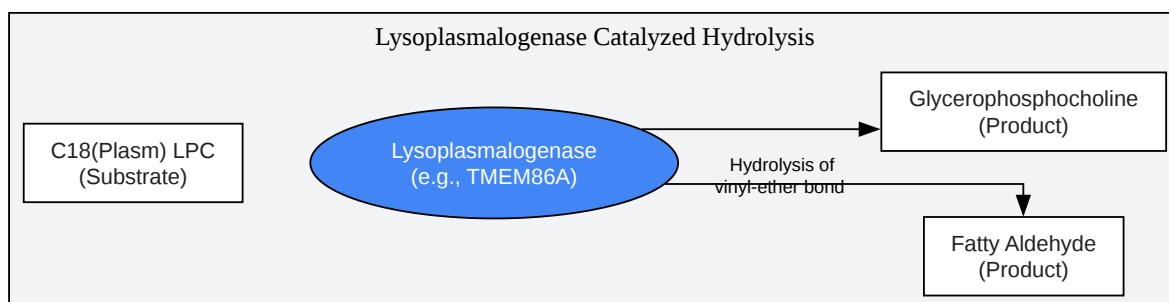 Lysoplasmalogenase Catalyzed Hydrolysis
C18(Plasm) LPC
(Substrate)
Lysoplasmalogenase
(e.g., TMEM86A)
Glycerophosphocholine
(Product)
Hydrolysis of
vinyl-ether bond
Fatty Aldehyde
(Product)